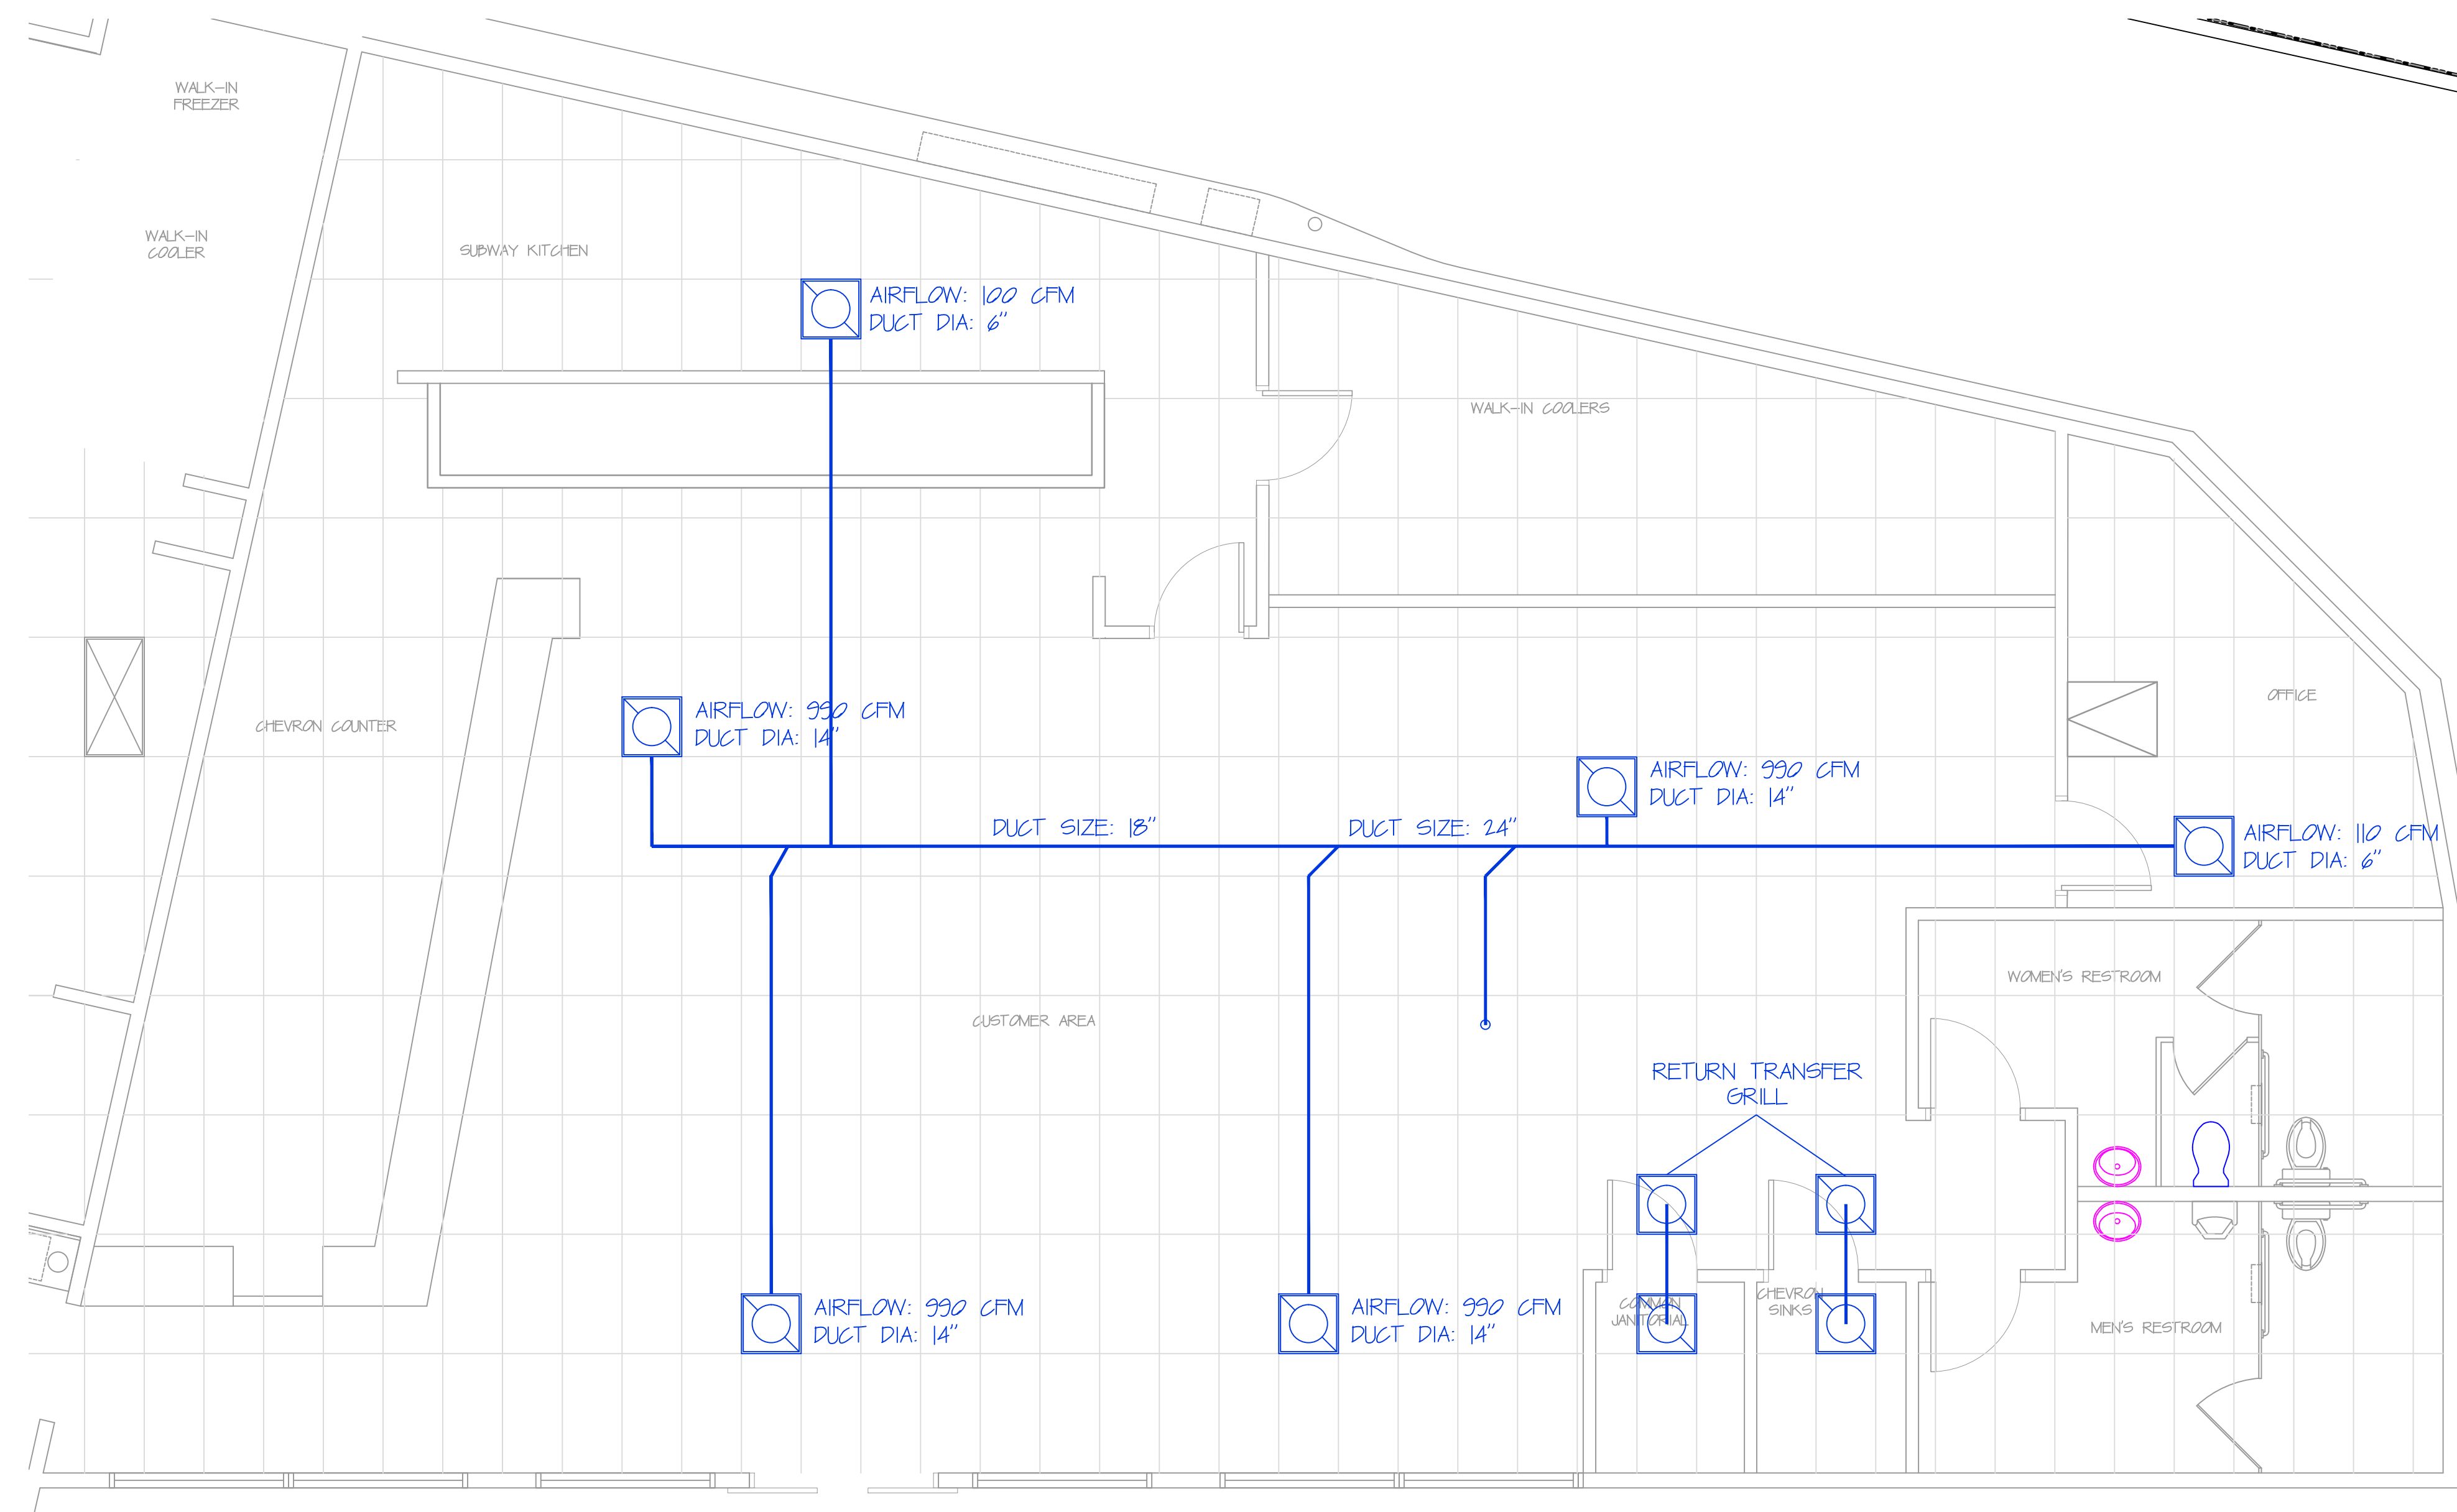 WALK-IN
FREEZER
WALK-IN
COOLER
SUBWAY KITCHEN
AIRFLOW: 100 CFM
DUCT DIA: 6"
WALK-IN COOLERS
CHEVRON COUNTER
AIRFLOW: 990 CFM
DUCT DIA: 14"
OFFICE
AIRFLOW: 990 CFM
DUCT DIA: 14"
DUCT SIZE: 18"
DUCT SIZE: 24"
AIRFLOW: 110 CFM
DUCT DIA: 6"
WOMEN'S RESTROOM
CUSTOMER AREA
RETURN TRANSFER
GRILL
AIRFLOW: 990 CFM
DUCT DIA: 14"
AIRFLOW: 990 CFM
DUCT DIA: 14"
COMMON
JANITORIAL
CHEVRON
SINKS
MEN'S RESTROOM